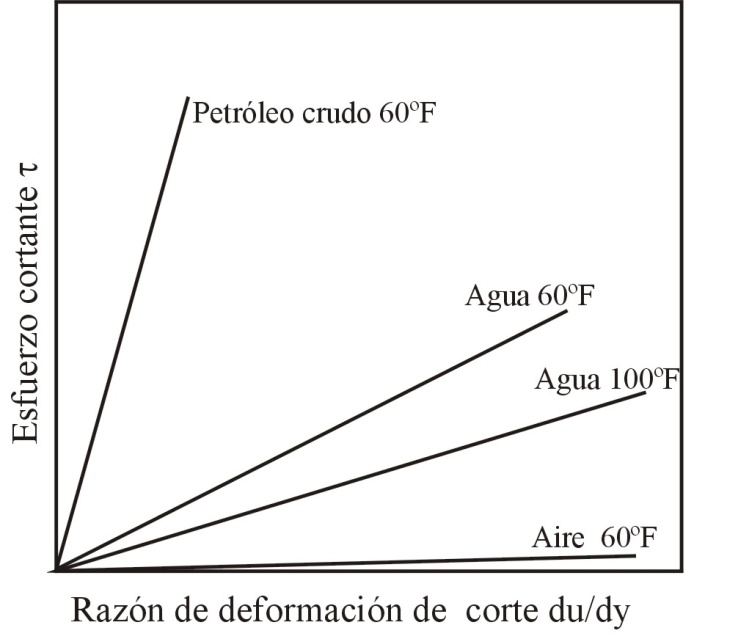 Petróleo crudo 60ºF
Agua 60ºF
Agua 100ºF
Aire 60ºF
Esfuerzo cortante τ
Razón de deformación de corte du/dy